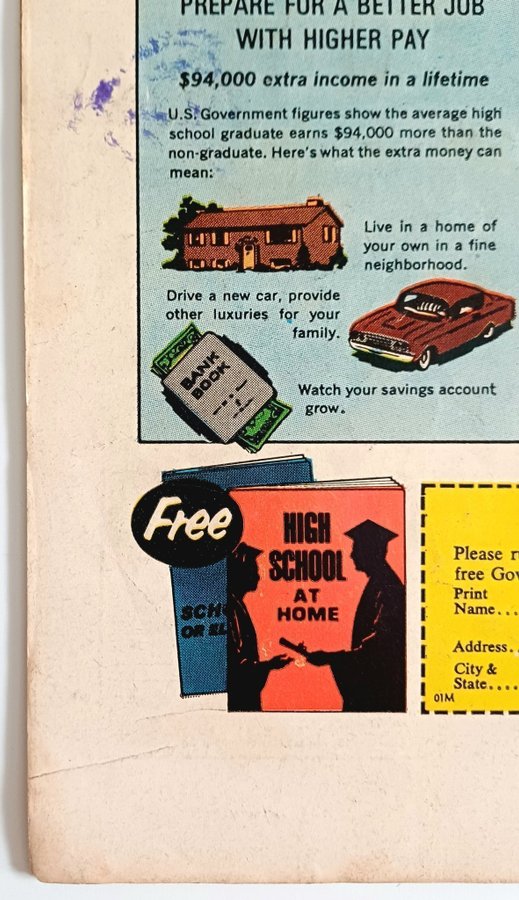 PREPARE FOR A BETTER JOB
WITH HIGHER PAY
$94,000 extra income in a lifetime
U.S. Government figures show the average high
school graduate earns $94,000 more than the
non-graduate. Here's what the extra money can
mean:
Live in a home of
your own in a fine
neighborhood.
Drive a new car, provide
other luxuries for your
family.
BANK
BOOK
Watch your savings account
grow.
Free
HIGH
SCHOOL
AT
HOME
SCH
OR EL
Please r
free Gov
Print
Name...
Address..
City &
State....
01M